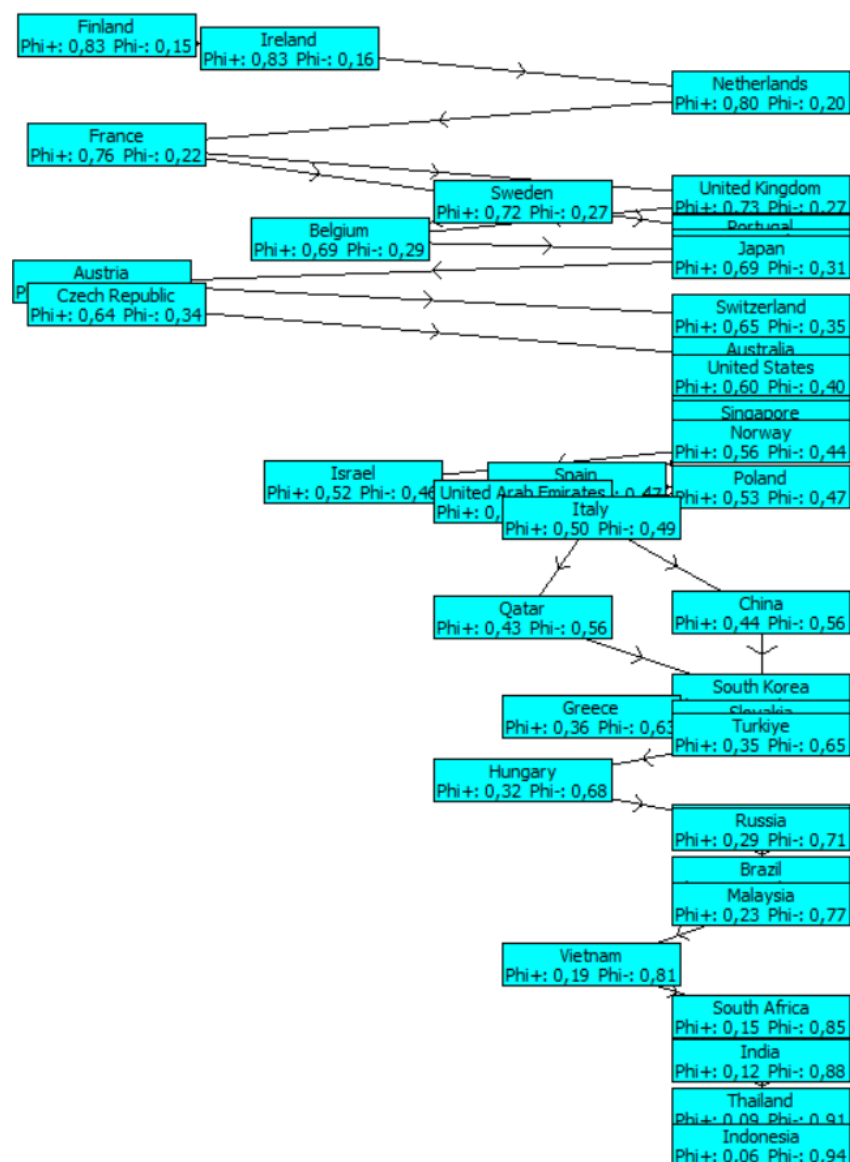 Finland
Phi+: 0,83 Phi-: 0,15
Ireland
Phi+: 0,83 Phi-: 0,16
Netherlands
Phi+: 0,80 Phi-: 0,20
France
Phi+: 0,76 Phi-: 0,22
Sweden
Phi+: 0,72 Phi-: 0,27
United Kingdom
Phi+: 0,73 Phi-: 0,27
Portugal
Belgium
Phi+: 0,69 Phi-: 0,29
Japan
Phi+: 0,69 Phi-: 0,31
Austria
Czech Republic
Phi+: 0,64 Phi-: 0,34
Switzerland
Phi+: 0,65 Phi-: 0,35
Australia
United States
Phi+: 0,60 Phi-: 0,40
Singapore
Norway
Phi+: 0,56 Phi-: 0,44
Israel
Phi+: 0,52 Phi-: 0,46
Spain
0,47
Poland
Phi+: 0,53 Phi-: 0,47
United Arab Emirates
Italy
Phi+: 0,50 Phi-: 0,49
Qatar
Phi+: 0,43 Phi-: 0,56
China
Phi+: 0,44 Phi-: 0,56
South Korea
Slovakia
Greece
Phi+: 0,36 Phi-: 0,63
Turkiye
Phi+: 0,35 Phi-: 0,65
Hungary
Phi+: 0,32 Phi-: 0,68
Russia
Phi+: 0,29 Phi-: 0,71
Brazil
Malaysia
Phi+: 0,23 Phi-: 0,77
Vietnam
Phi+: 0,19 Phi-: 0,81
South Africa
Phi+: 0,15 Phi-: 0,85
India
Phi+: 0,12 Phi-: 0,88
Thailand
Phi+: 0,09 Phi-: 0,91
Indonesia
Phi+: 0,06 Phi-: 0,94